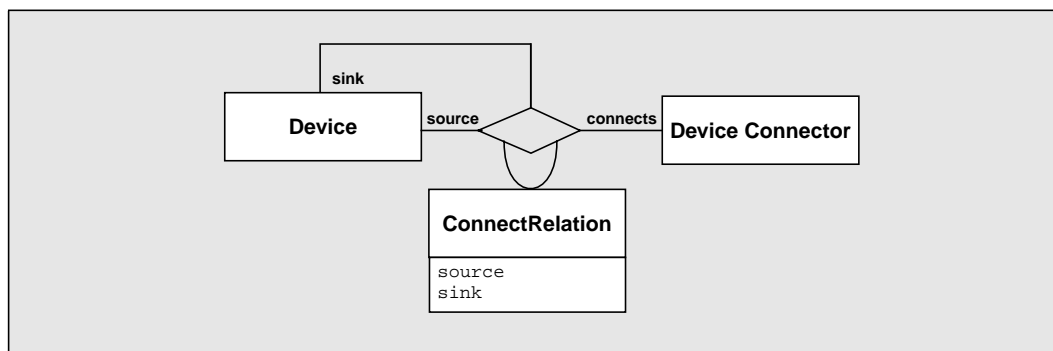 sink
Device
source
connects
Device Connector
ConnectRelation
source
sink